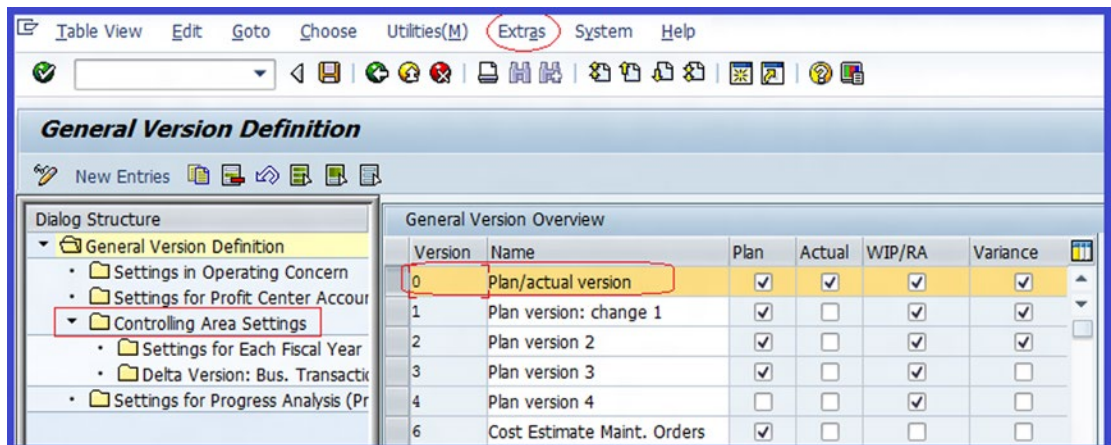 Table View Edit Goto Choose Utilities(M) Extras System Help
General Version Definition
New Entries
Dialog Structure
General Version Definition
Settings in Operating Concern
Settings for Profit Center Accour
Controlling Area Settings
Settings for Each Fiscal Year
Delta Version: Bus. Transactic
Settings for Progress Analysis (Pr
General Version Overview
Version Name Plan Actual WIP/RA Variance
0 Plan/actual version
1 Plan version: change 1
2 Plan version 2
3 Plan version 3
4 Plan version 4
6 Cost Estimate Maint. Orders